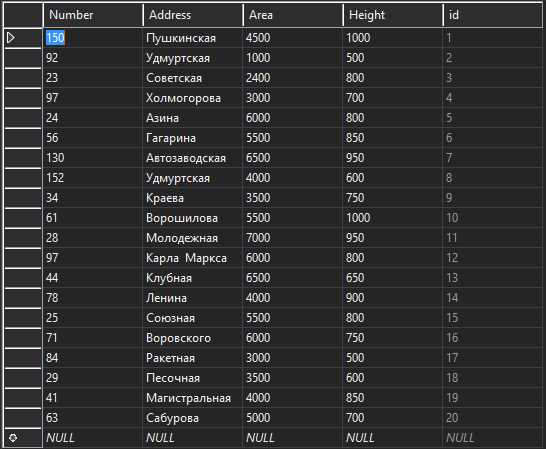 Number Address Area Height id
150 Пушкинская 4500 1000 1
92 Удмуртская 1000 500 2
23 Советская 2400 800 3
97 Холмогорова 3000 700 4
24 Азина 6000 800 5
56 Гагарина 5500 850 6
130 Автозаводская 6500 950 7
152 Удмуртская 4000 600 8
34 Краева 3500 750 9
61 Ворошилова 5500 1000 10
28 Молодежная 7000 950 11
97 Карла Маркса 6000 800 12
44 Клубная 6500 650 13
78 Ленина 4000 900 14
25 Союзная 5500 800 15
71 Воровского 6000 750 16
84 Ракетная 3000 500 17
29 Песочная 3500 600 18
41 Магистральная 4000 850 19
63 Сабурова 5000 700 20
NULL NULL NULL NULL NULL